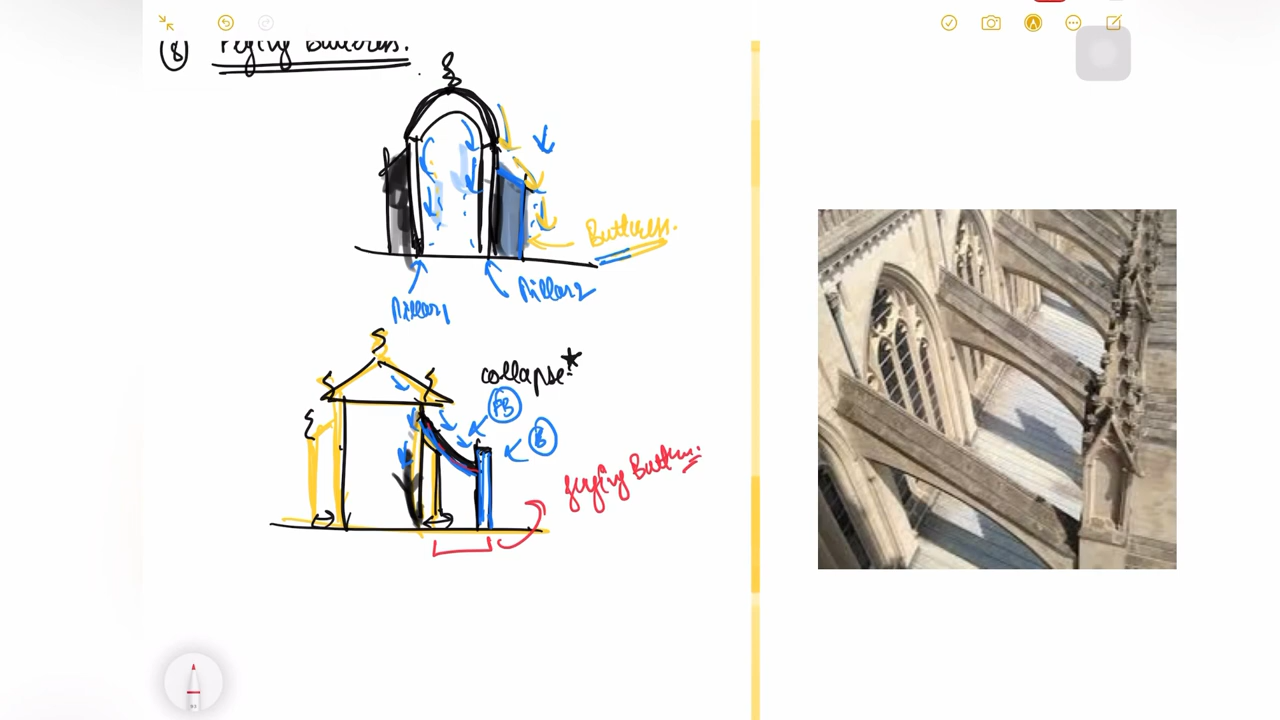 8 Flying Buttress.
Buttress.
Pillar1
Pillar2
collapse*
FB
B
flying Buttress.